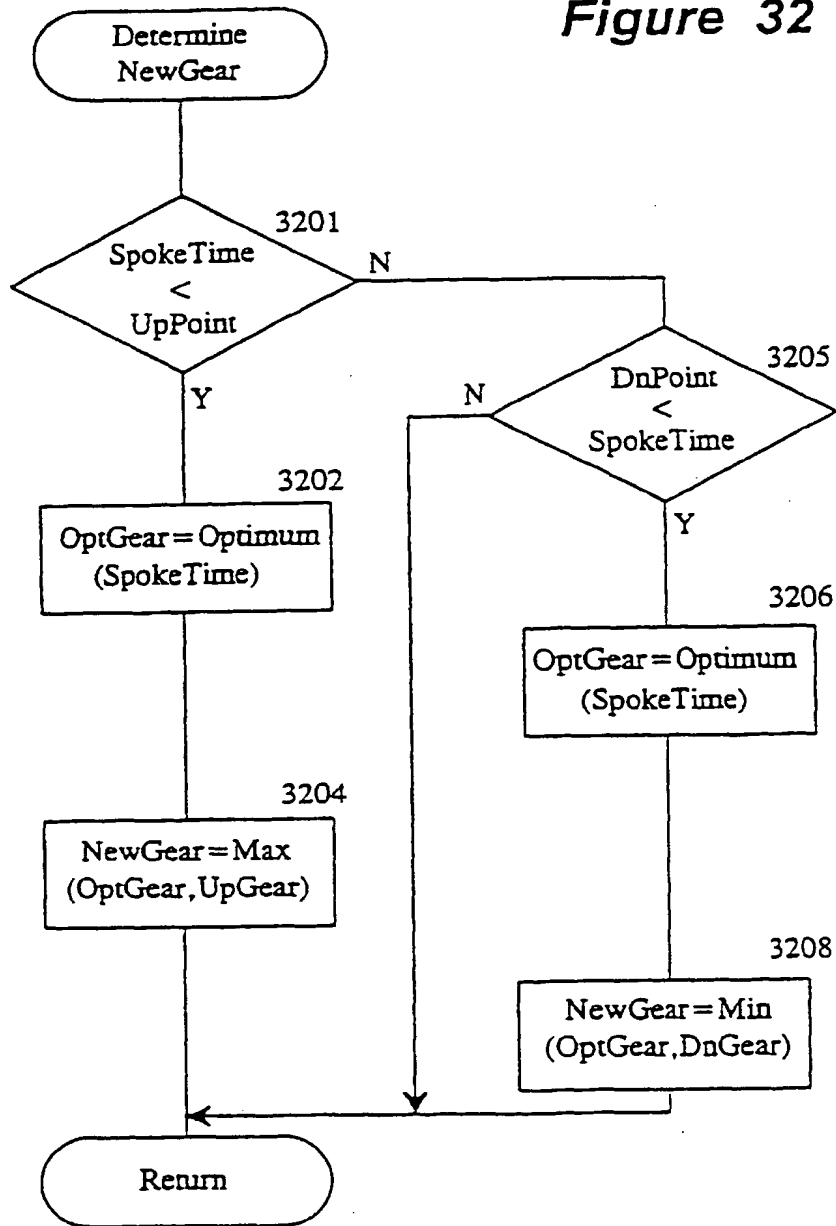 Figure 32
Determine
NewGear
3201
SpokeTime
<
UpPoint
N
Y
3205
DnPoint
<
SpokeTime
N
Y
3202
OptGear=Optimum
(SpokeTime)
3206
OptGear=Optimum
(SpokeTime)
3204
NewGear=Max
(OptGear,UpGear)
3208
NewGear=Min
(OptGear,DnGear)
Return